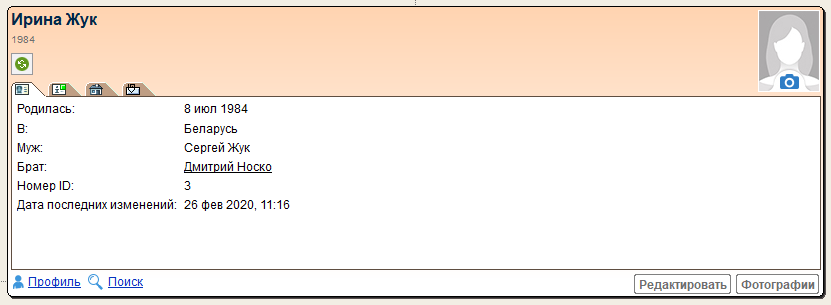 Ирина Жук
1984
Родилась: 8 июл 1984
В: Беларусь
Муж: Сергей Жук
Брат: Дмитрий Носко
Номер ID: 3
Дата последних изменений: 26 фев 2020, 11:16
Профиль Поиск Редактировать Фотографии